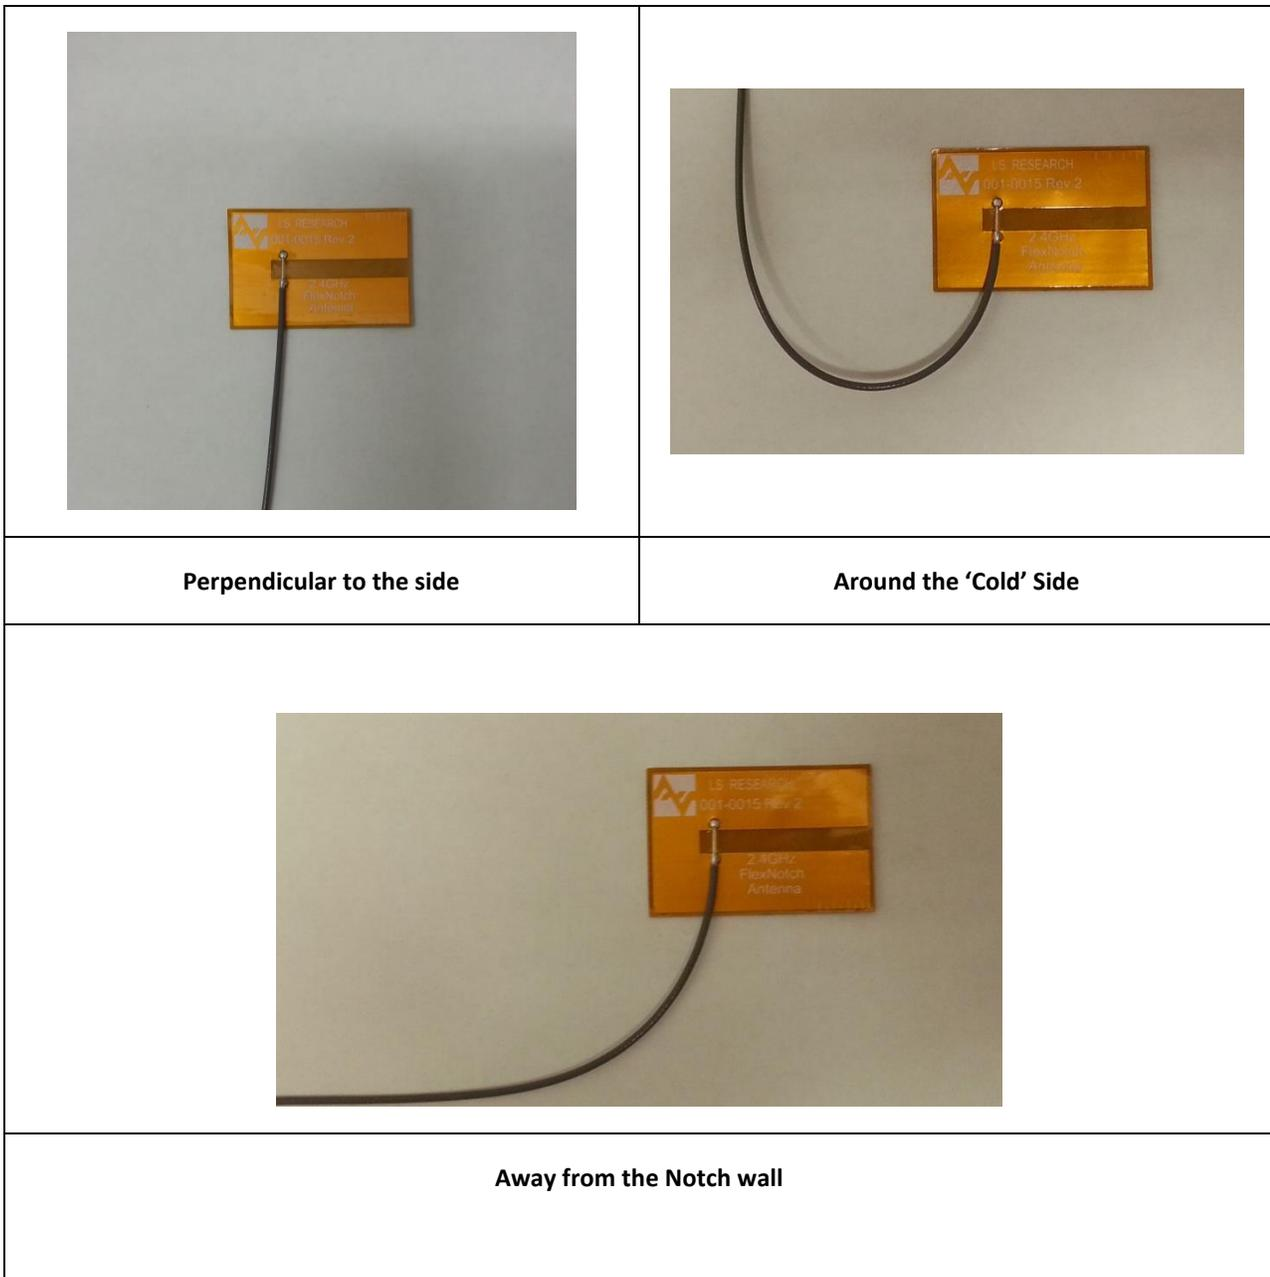 LS RESEARCH
001-0015 Rev 2
2.4GHz
FlexNotch
Antenna
LS RESEARCH
001-0015 Rev 2
2.4GHz
FlexNotch
Antenna
Perpendicular to the side
Around the ‘Cold’ Side
LS RESEARCH
001-0015 Rev 2
2.4GHz
FlexNotch
Antenna
Away from the Notch wall